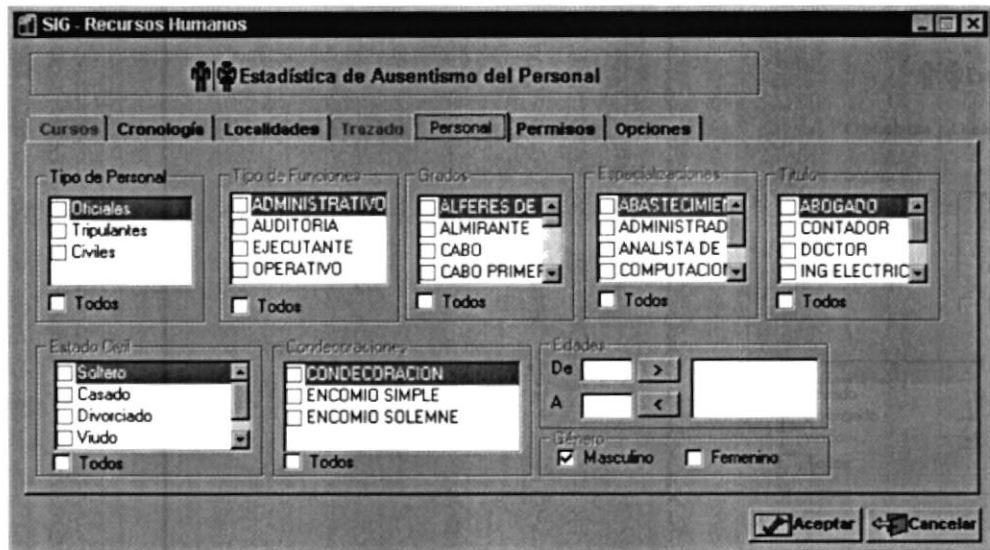 SIG - Recursos Humanos
Estadística de Ausentismo del Personal
Cursos Cronología Localidades Trazado Personal Permisos Opciones
Tipo de Personal
Oficiales
Tripulantes
Civiles
Todos
Tipo de Funciones
ADMINISTRATIVO
AUDITORIA
EJECUTANTE
OPERATIVO
Todos
Grados
ALFERES DE
ALMIRANTE
CABO
CABO PRIMER
Todos
Especializaciones
ABASTECIMIEN
ADMINISTRAD
ANALISTA DE
COMPUTACION
Todos
Título
ABOGADO
CONTADOR
DOCTOR
ING ELECTRIC
Todos
Estado Civil
Soltero
Casado
Divorciado
Viudo
Todos
Condecoraciones
CONDECORACION
ENCOMIO SIMPLE
ENCOMIO SOLEMNE
Todos
Edades
De >
A <
Género
Masculino Femenino
Aceptar Cancelar